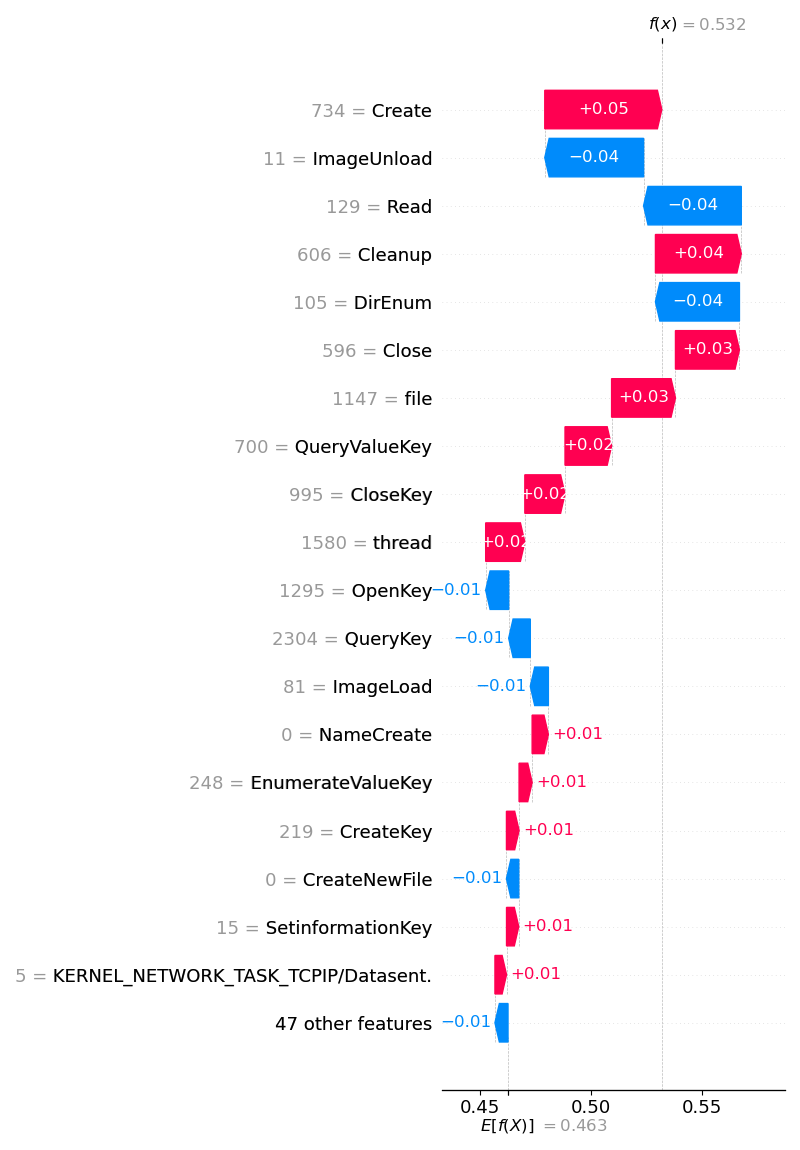 f(x) = 0.532
734 = Create +0.05
11 = ImageUnload −0.04
129 = Read −0.04
606 = Cleanup +0.04
105 = DirEnum −0.04
596 = Close +0.03
1147 = file +0.03
700 = QueryValueKey +0.02
995 = CloseKey +0.02
1580 = thread +0.02
1295 = OpenKey −0.01
2304 = QueryKey −0.01
81 = ImageLoad −0.01
0 = NameCreate +0.01
248 = EnumerateValueKey +0.01
219 = CreateKey +0.01
0 = CreateNewFile −0.01
15 = SetinformationKey +0.01
5 = KERNEL_NETWORK_TASK_TCPIP/Datasent. +0.01
47 other features −0.01
0.45 0.50 0.55
E[f(X)] = 0.463